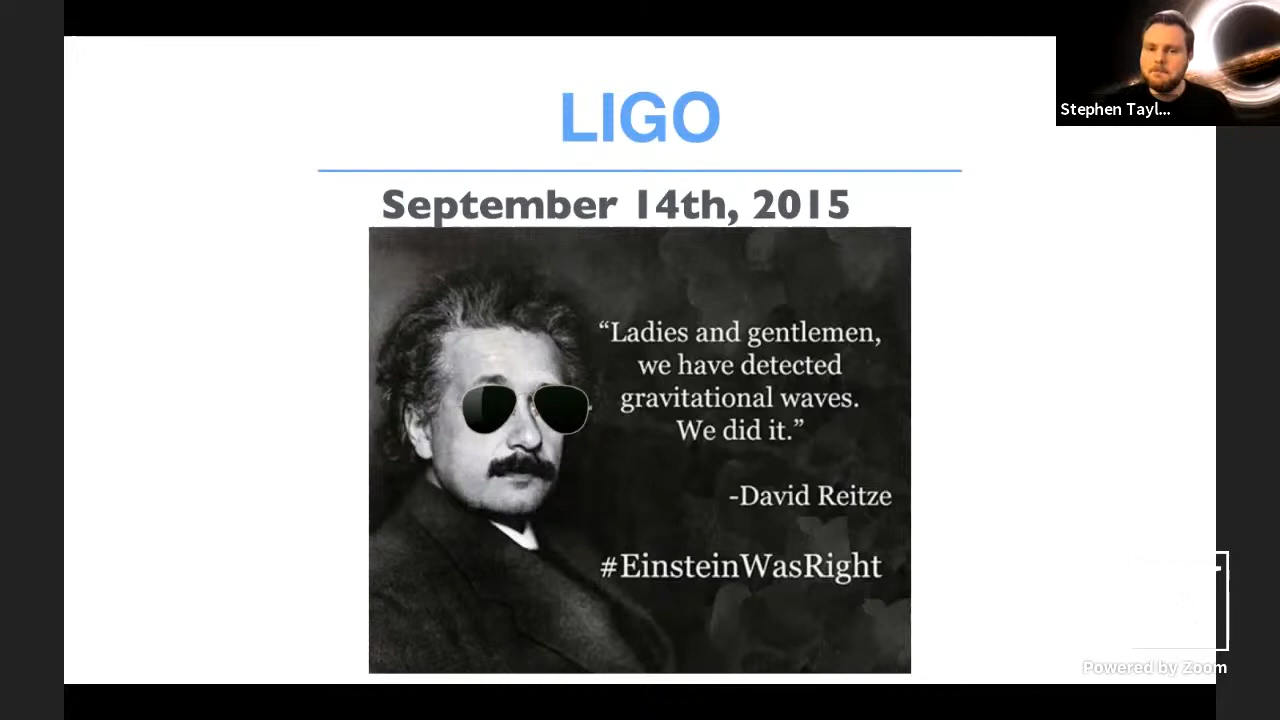 LIGO
September 14th, 2015
“Ladies and gentlemen,
we have detected
gravitational waves.
We did it.”
-David Reitze
#EinsteinWasRight
Stephen Tayl...
Powered by Zoom